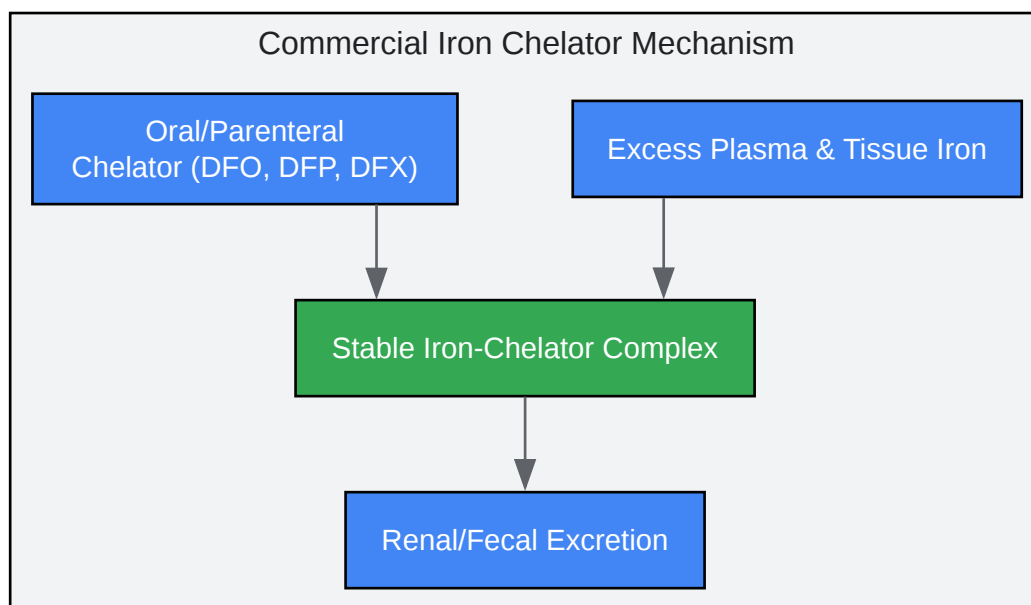 Commercial Iron Chelator Mechanism
Oral/Parenteral
Chelator (DFO, DFP, DFX)
Excess Plasma & Tissue Iron
Stable Iron-Chelator Complex
Renal/Fecal Excretion